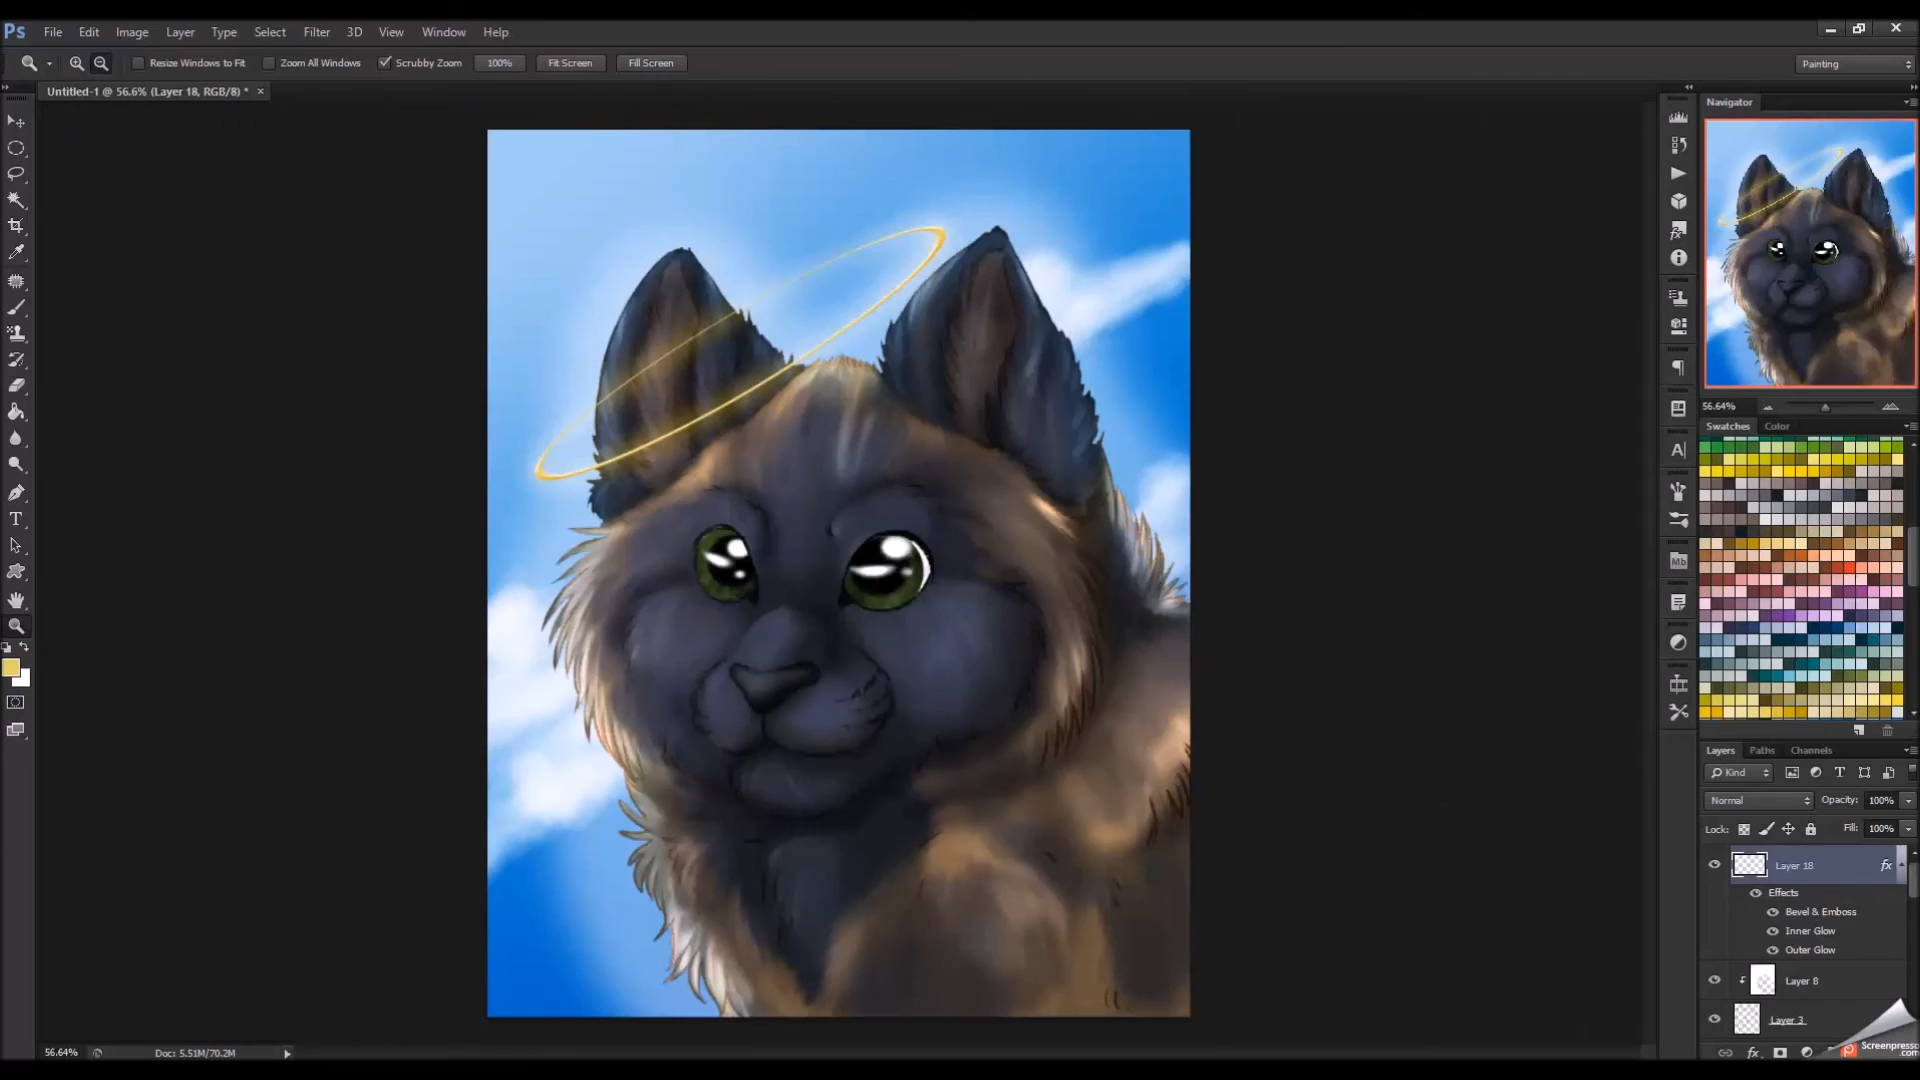 Ps File Edit Image Layer Type Select Filter 3D View Window Help
Resize Windows to Fit Zoom All Windows Scrubby Zoom 100% Fit Screen Fill Screen Painting
Untitled-1 @ 56.6% (Layer 18, RGB/8) * ×
Navigator
56.64%
Swatches Color
Mb
Layers Paths Channels
Kind
Normal Opacity: 100%
Lock: Fill: 100%
Layer 18 fx
Effects
Bevel & Emboss
Inner Glow
Outer Glow
Layer 8
Layer 3
56.64% Doc: 5.51M/70.2M
fx
Screenpresso
.com